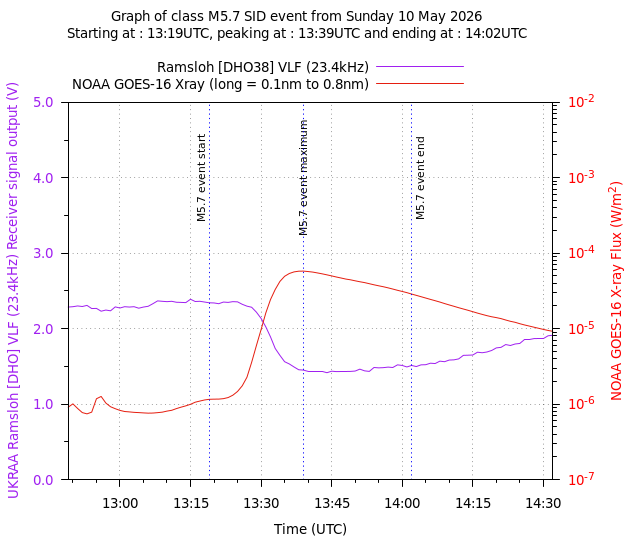 Graph of class M5.7 SID event from Sunday 10 May 2026
Starting at : 13:19UTC, peaking at : 13:39UTC and ending at : 14:02UTC
Ramsloh [DHO38] VLF (23.4kHz)
NOAA GOES-16 Xray (long = 0.1nm to 0.8nm)
UKRAA Ramsloh [DHO] VLF (23.4kHz) Receiver signal output (V)
5.0
4.0
3.0
2.0
1.0
0.0
M5.7 event start
M5.7 event maximum
M5.7 event end
10-2
10-3
10-4
10-5
10-6
10-7
NOAA GOES-16 X-ray Flux (W/m2)
13:00 13:15 13:30 13:45 14:00 14:15 14:30
Time (UTC)